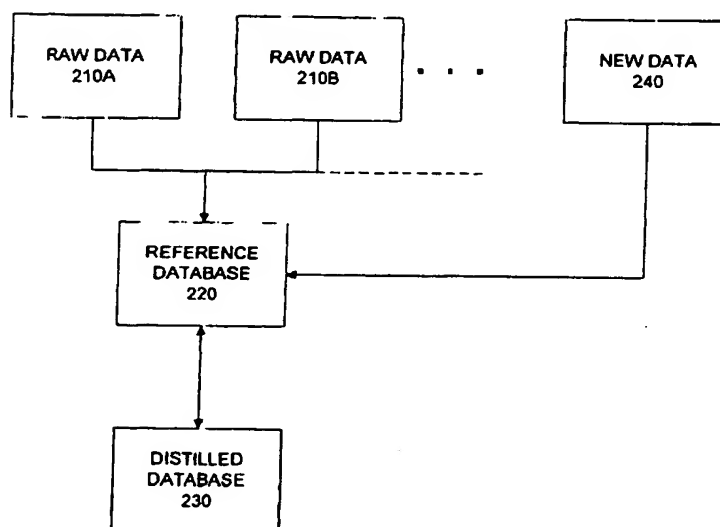 RAW DATA
210A
RAW DATA
210B
NEW DATA
240
REFERENCE
DATABASE
220
DISTILLED
DATABASE
230